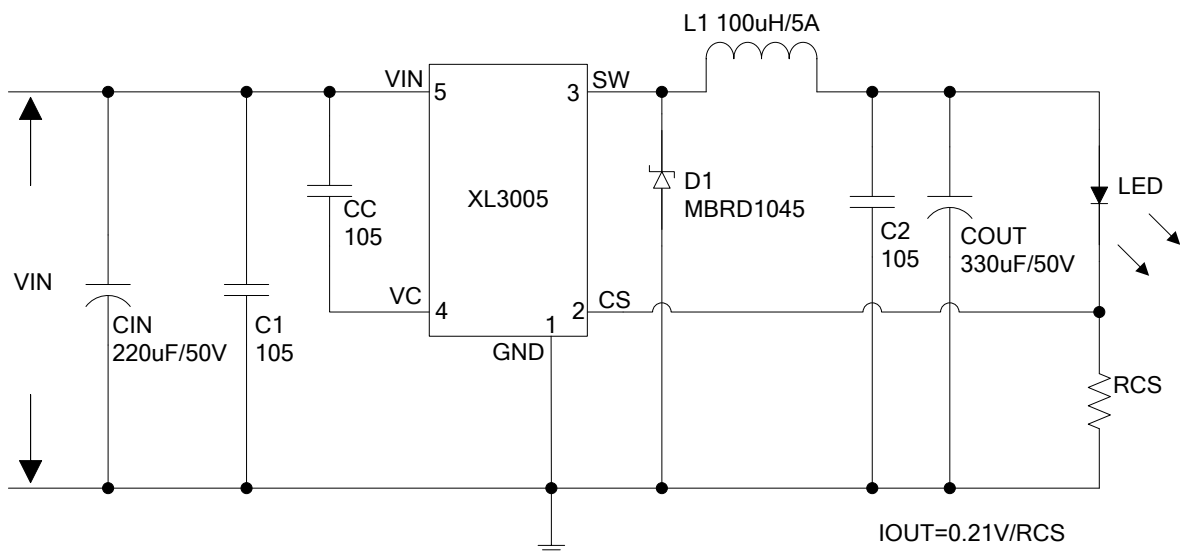 L1 100uH/5A
VIN
5
3
SW
XL3005
D1
MBRD1045
CC
105
LED
C2
105
COUT
330uF/50V
VIN
VC
4
2
CS
CIN
220uF/50V
C1
105
1
GND
RCS
IOUT=0.21V/RCS